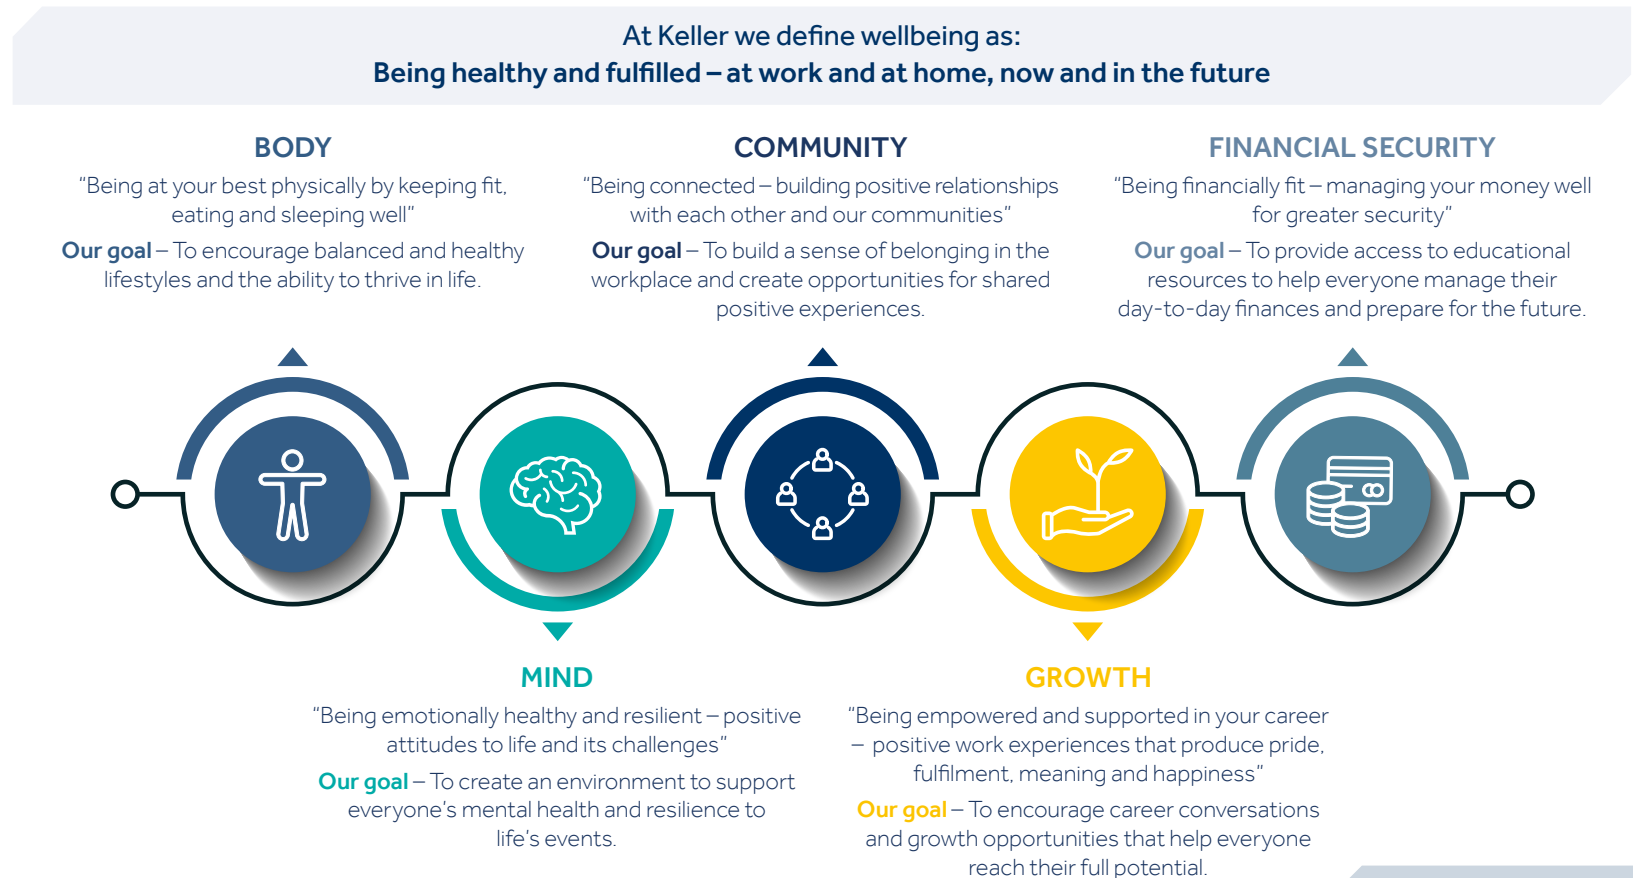 At Keller we define wellbeing as:
Being healthy and fulfilled – at work and at home, now and in the future
BODY
“Being at your best physically by keeping fit,
eating and sleeping well”
Our goal – To encourage balanced and healthy
lifestyles and the ability to thrive in life.
COMMUNITY
“Being connected – building positive relationships
with each other and our communities”
Our goal – To build a sense of belonging in the
workplace and create opportunities for shared
positive experiences.
FINANCIAL SECURITY
“Being financially fit – managing your money well
for greater security”
Our goal – To provide access to educational
resources to help everyone manage their
day-to-day finances and prepare for the future.
MIND
“Being emotionally healthy and resilient – positive
attitudes to life and its challenges”
Our goal – To create an environment to support
everyone’s mental health and resilience to
life’s events.
GROWTH
“Being empowered and supported in your career
– positive work experiences that produce pride,
fulfilment, meaning and happiness”
Our goal – To encourage career conversations
and growth opportunities that help everyone
reach their full potential.